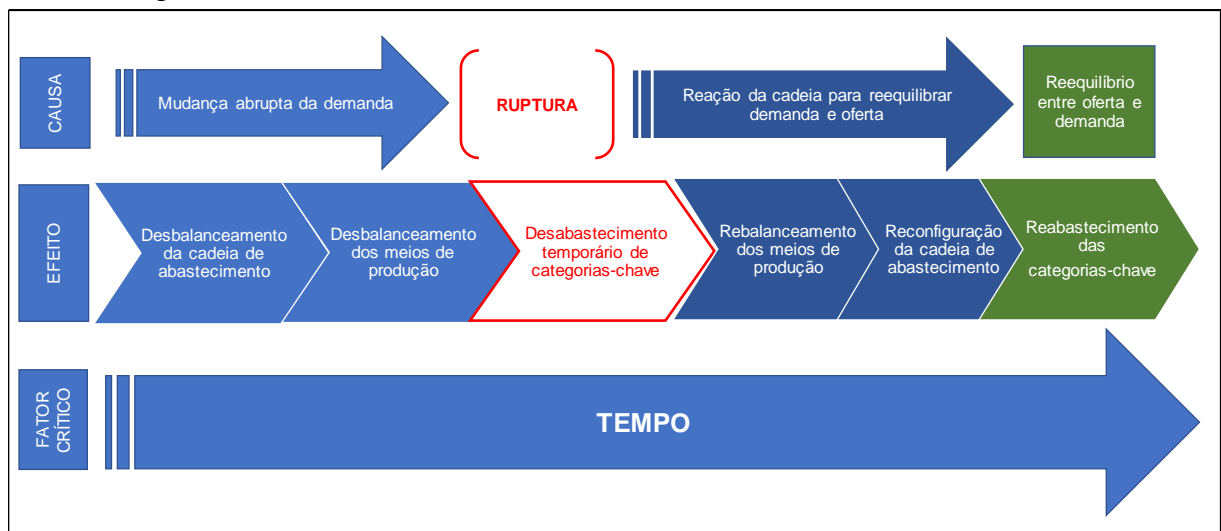 CAUSA
Mudança abrupta da demanda
RUPTURA
Reação da cadeia para reequilibrar
demanda e oferta
Reequilíbrio
entre oferta e
demanda
EFEITO
Desbalanceamento
da cadeia de
abastecimento
Desbalanceamento
dos meios de
produção
Desabastecimento
temporário de
categorias-chave
Rebalanceamento
dos meios de
produção
Reconfiguração
da cadeia de
abastecimento
Reabastecimento
das
categorias-chave
FATOR
CRÍTICO
TEMPO